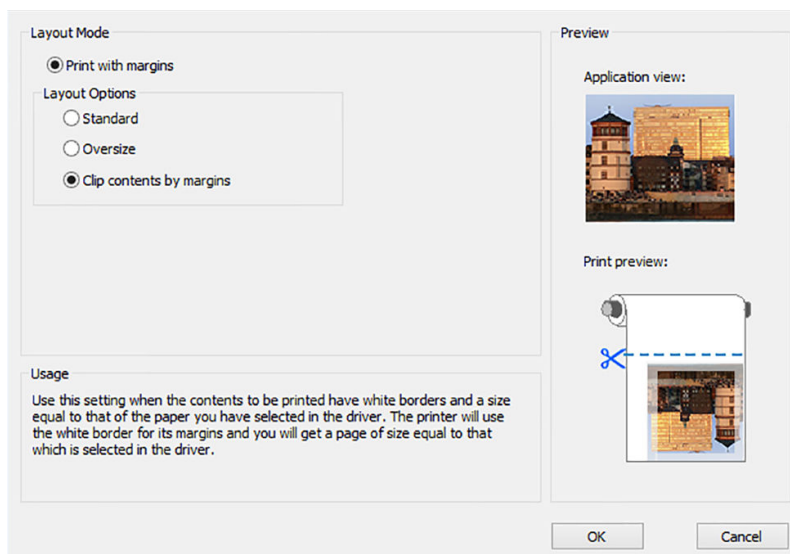 Layout Mode
Print with margins
Layout Options
Standard
Oversize
Clip contents by margins
Usage
Use this setting when the contents to be printed have white borders and a size
equal to that of the paper you have selected in the driver. The printer will use
the white border for its margins and you will get a page of size equal to that
which is selected in the driver.
Preview
Application view:
Print preview:
OK
Cancel